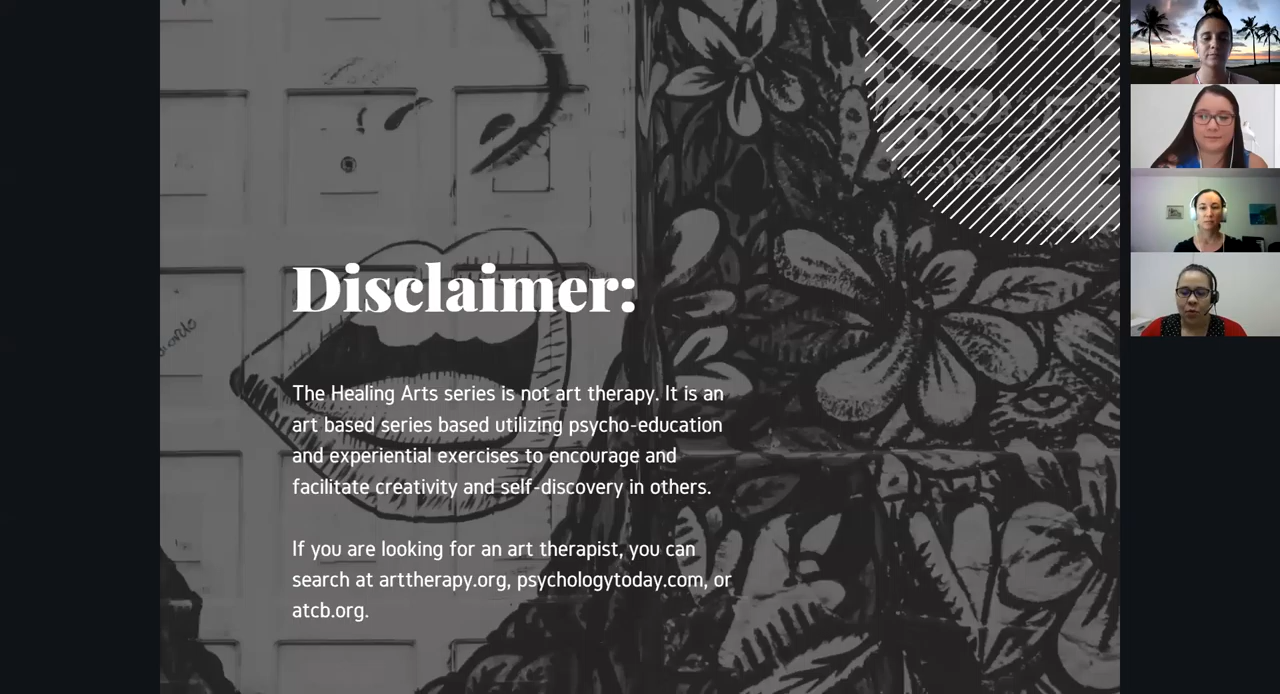 Disclaimer:
The Healing Arts series is not art therapy. It is an
art based series based utilizing psycho-education
and experiential exercises to encourage and
facilitate creativity and self-discovery in others.
If you are looking for an art therapist, you can
search at arttherapy.org, psychologytoday.com, or
atcb.org.